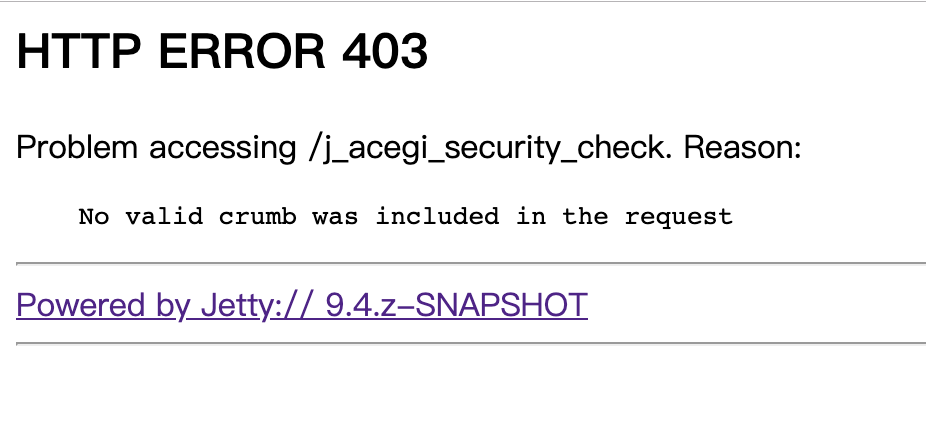 HTTP ERROR 403
Problem accessing /j_acegi_security_check. Reason:
No valid crumb was included in the request
Powered by Jetty:// 9.4.z-SNAPSHOT